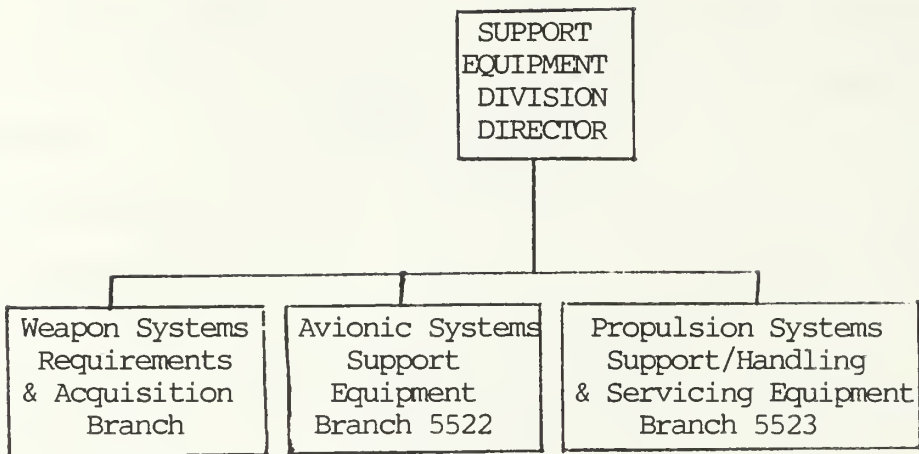 SUPPORT
EQUIPMENT
DIVISION
DIRECTOR
Weapon Systems
Requirements
& Acquisition
Branch
Avionic Systems
Support
Equipment
Branch 5522
Propulsion Systems
Support/Handling
& Servicing Equipment
Branch 5523